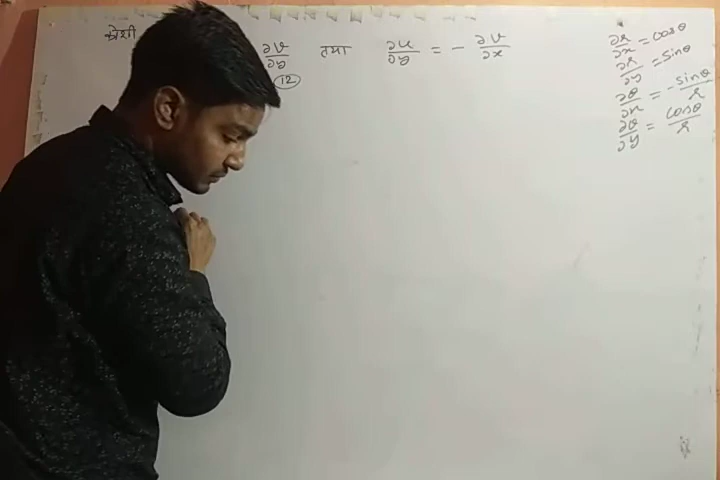 ∂v/∂y तथा ∂u/∂y = - ∂v/∂x
12
∂r/∂x = cosθ
∂r/∂y = sinθ
∂θ/∂x = - sinθ/r
∂θ/∂y = cosθ/r